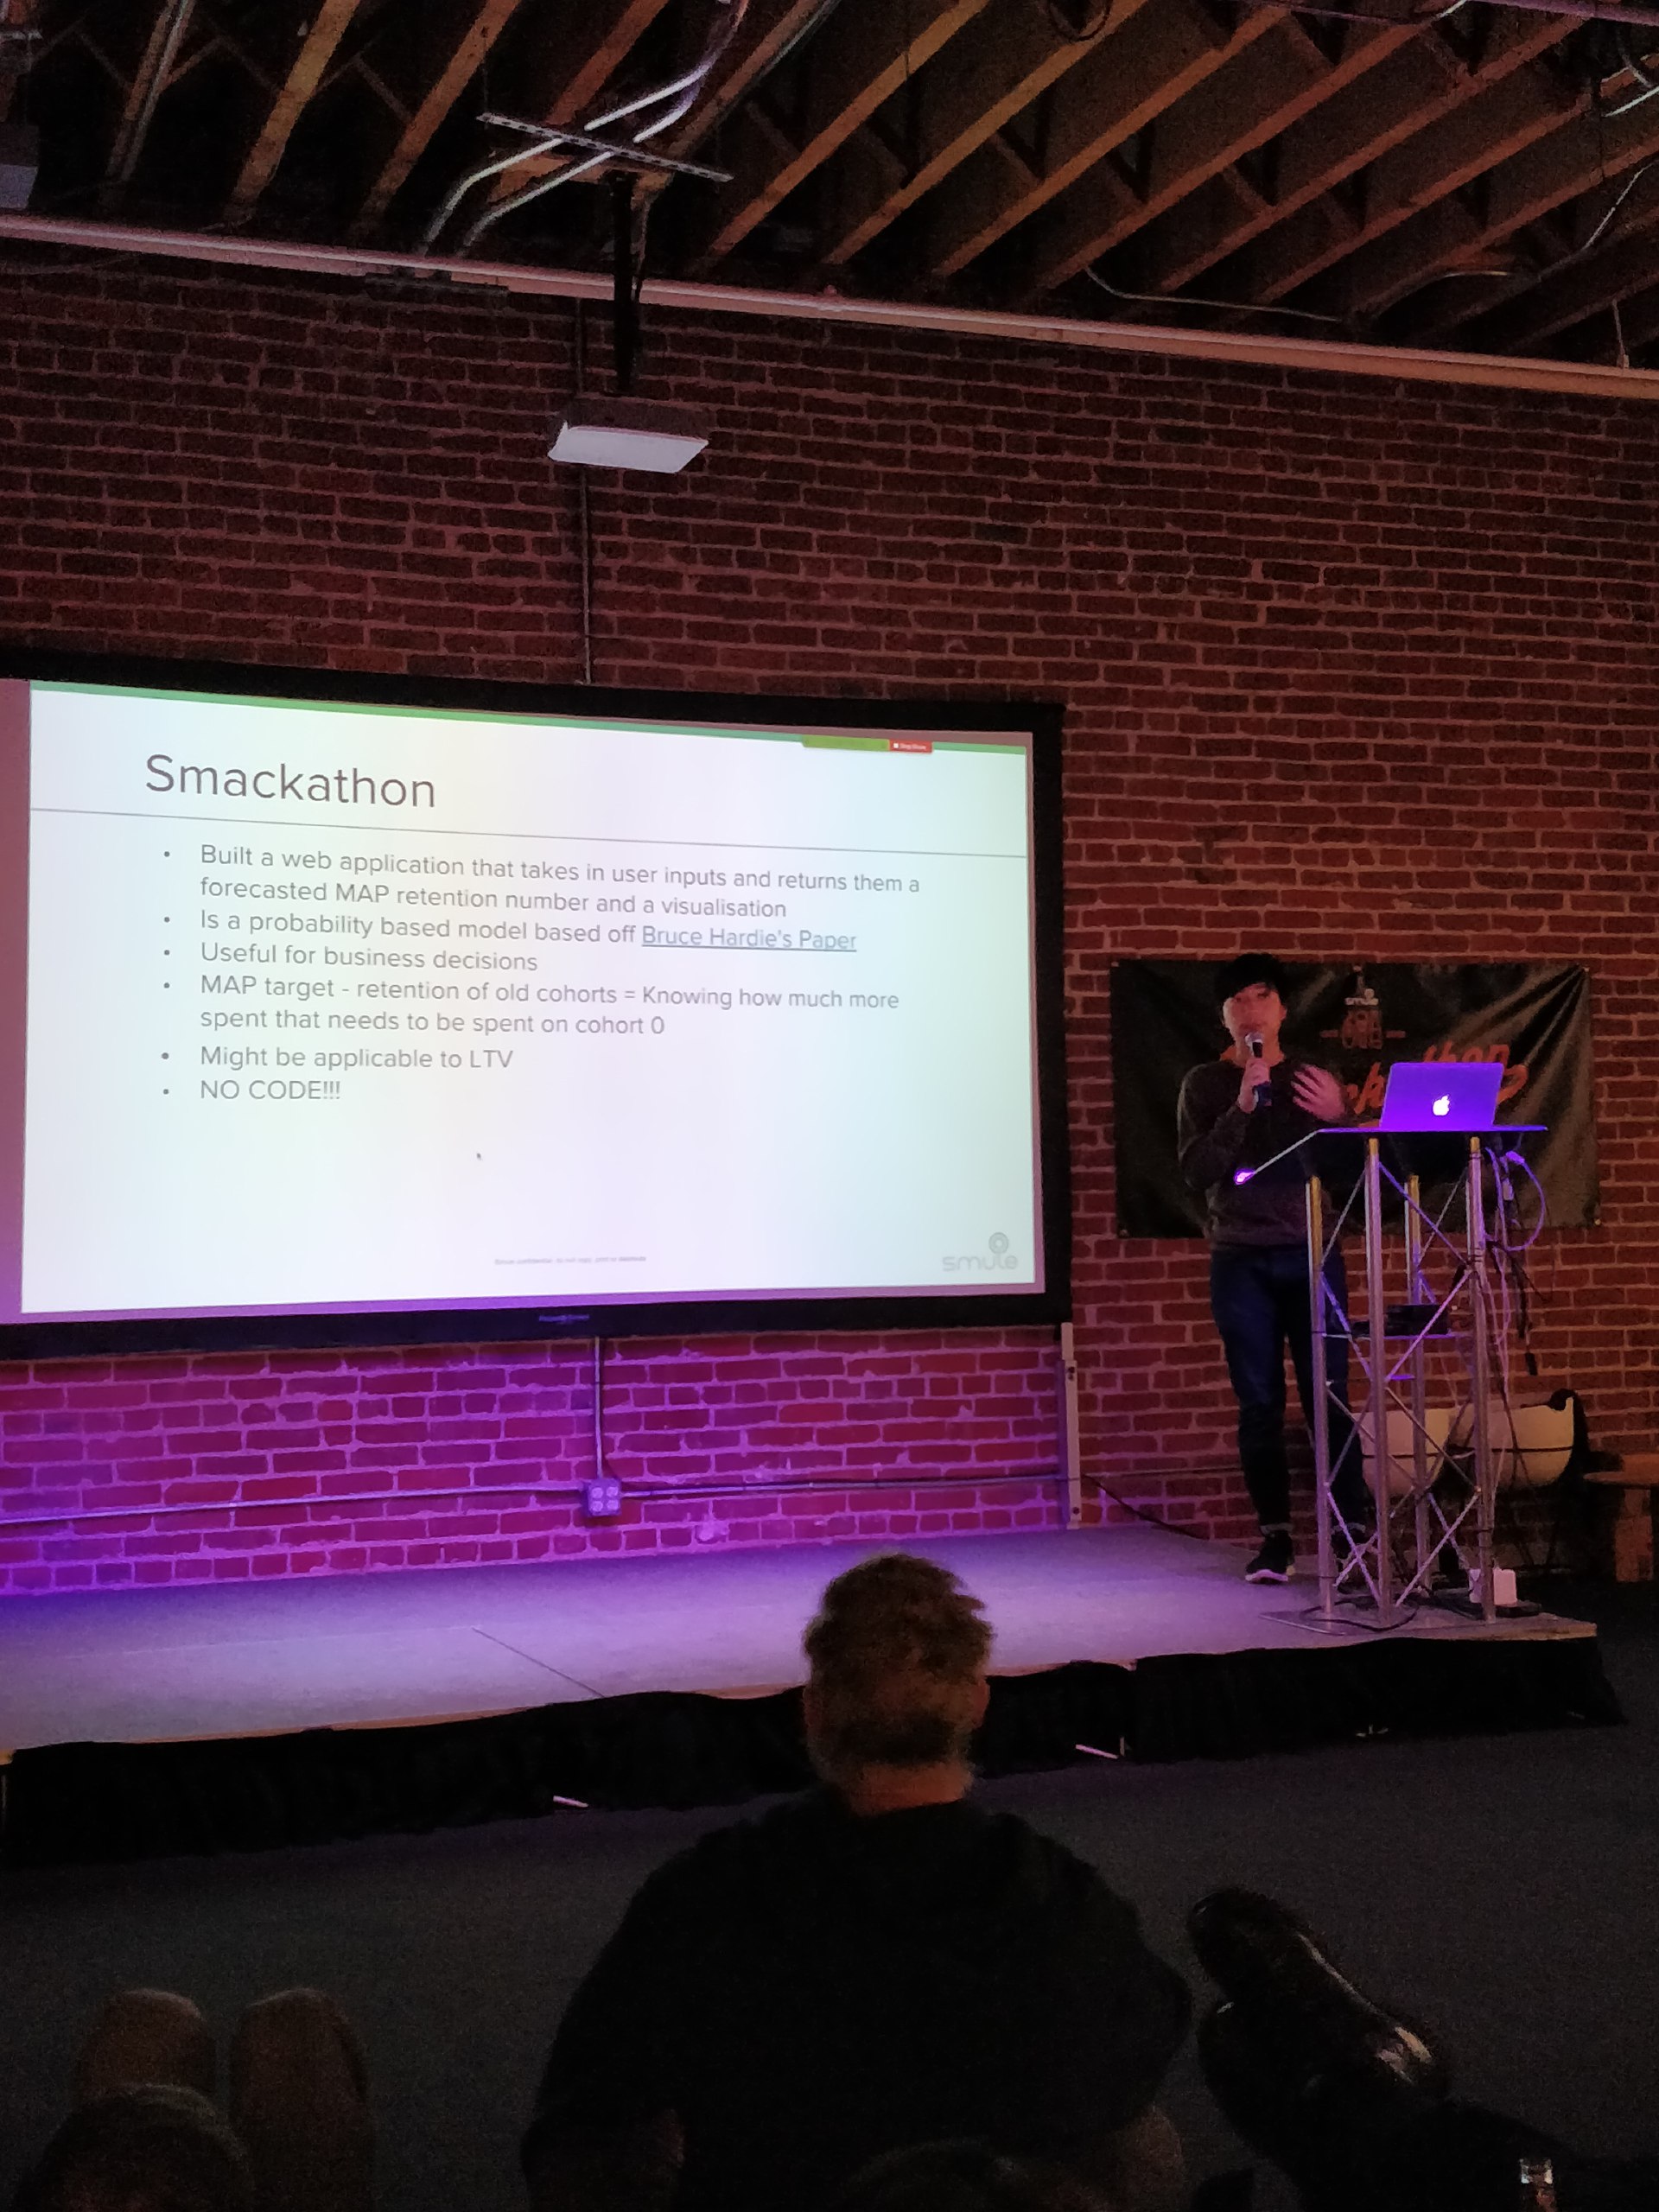 Smackathon
• Built a web application that takes in user inputs and returns them a
forecasted MAP retention number and a visualisation
• Is a probability based model based off Bruce Hardie's Paper
• Useful for business decisions
• MAP target - retention of old cohorts = Knowing how much more
spent that needs to be spent on cohort 0
• Might be applicable to LTV
• NO CODE!!!
smule
smule